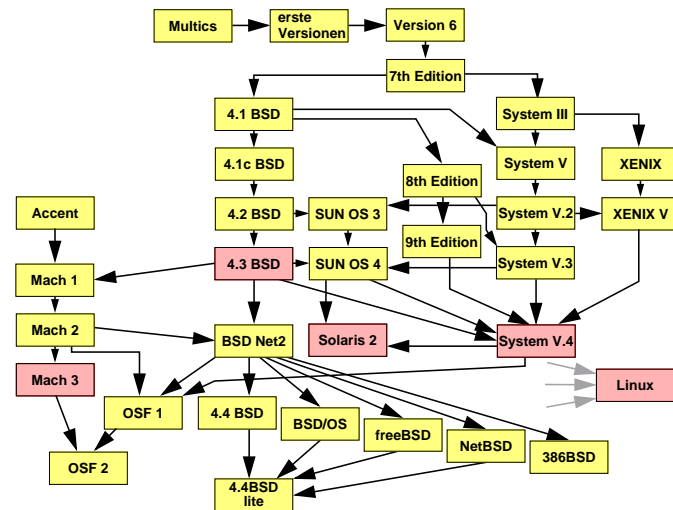 Multics
erste
Versionen
Version 6
7th Edition
4.1 BSD
System III
4.1c BSD
System V
XENIX
8th Edition
Accent
4.2 BSD
SUN OS 3
System V.2
XENIX V
9th Edition
4.3 BSD
SUN OS 4
System V.3
Mach 1
Mach 2
BSD Net2
Solaris 2
System V.4
Mach 3
Linux
OSF 1
4.4 BSD
BSD/OS
freeBSD
NetBSD
386BSD
OSF 2
4.4BSD
lite